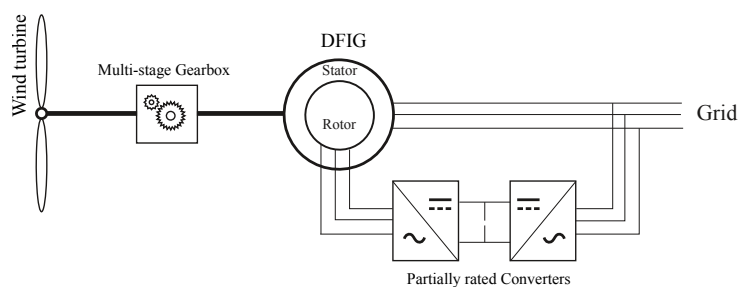 Wind turbine
Multi-stage Gearbox
DFIG
Stator
Rotor
Grid
Partially rated Converters